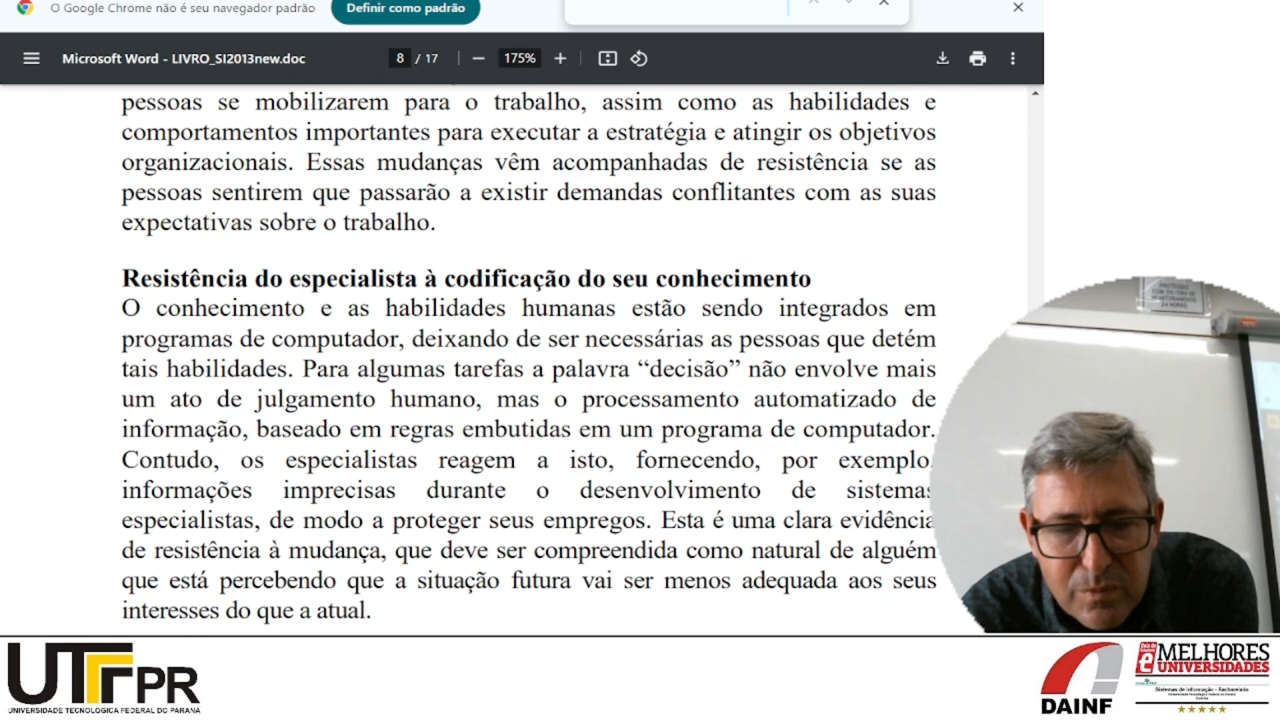 O Google Chrome não é seu navegador padrão
Definir como padrão
Microsoft Word - LIVRO_SI2013new.doc
8 / 17
175%
pessoas se mobilizarem para o trabalho, assim como as habilidades e
comportamentos importantes para executar a estratégia e atingir os objetivos
organizacionais. Essas mudanças vêm acompanhadas de resistência se as
pessoas sentirem que passarão a existir demandas conflitantes com as suas
expectativas sobre o trabalho.
Resistência do especialista à codificação do seu conhecimento
O conhecimento e as habilidades humanas estão sendo integrados em
programas de computador, deixando de ser necessárias as pessoas que detém
tais habilidades. Para algumas tarefas a palavra “decisão” não envolve mais
um ato de julgamento humano, mas o processamento automatizado de
informação, baseado em regras embutidas em um programa de computador.
Contudo, os especialistas reagem a isto, fornecendo, por exemplo,
informações imprecisas durante o desenvolvimento de sistemas
especialistas, de modo a proteger seus empregos. Esta é uma clara evidência
de resistência à mudança, que deve ser compreendida como natural de alguém
que está percebendo que a situação futura vai ser menos adequada aos seus
interesses do que a atual.
UTFPR
UNIVERSIDADE TECNOLÓGICA FEDERAL DO PARANÁ
DAINF
MELHORES
UNIVERSIDADES
Sistemas de Informação - Bacharelado